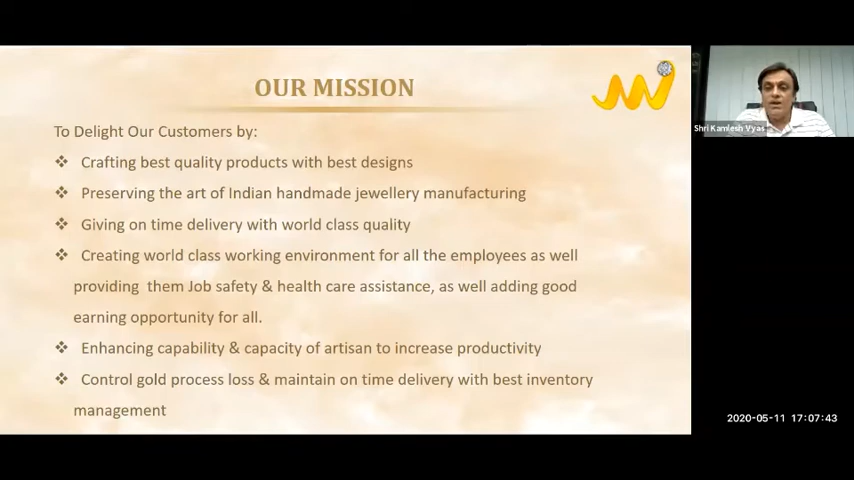 OUR MISSION
To Delight Our Customers by:
❖ Crafting best quality products with best designs
❖ Preserving the art of Indian handmade jewellery manufacturing
❖ Giving on time delivery with world class quality
❖ Creating world class working environment for all the employees as well
providing them Job safety & health care assistance, as well adding good
earning opportunity for all.
❖ Enhancing capability & capacity of artisan to increase productivity
❖ Control gold process loss & maintain on time delivery with best inventory
management
Shri Kamlesh Vyas
2020-05-11 17:07:43